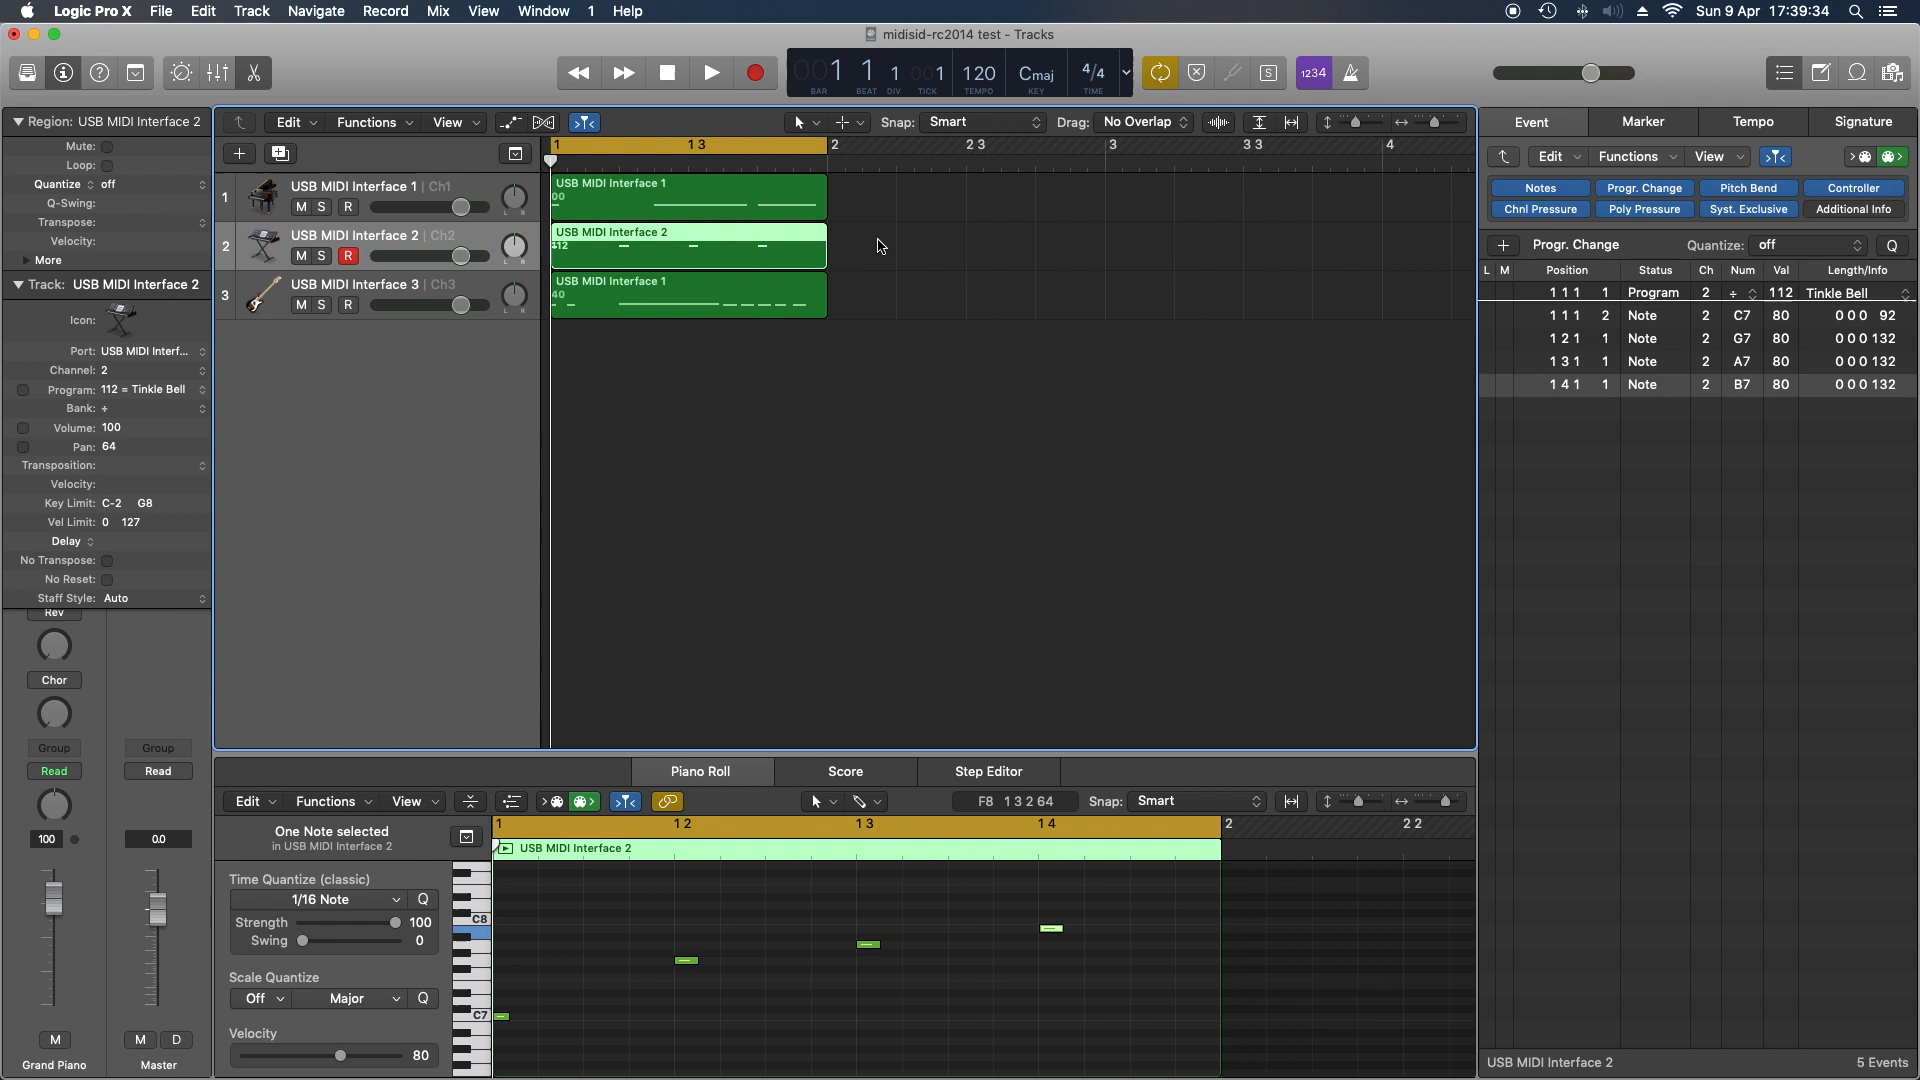 Logic Pro X File Edit Track Navigate Record Mix View Window 1 Help
Sun 9 Apr 17:39:34
midisid-rc2014 test - Tracks
001 1 1 001 120 Cmaj 4/4
BAR BEAT DIV TICK TEMPO KEY TIME
S
1234
Region: USB MIDI Interface 2
Mute:
Loop:
Quantize off
Q-Swing:
Transpose:
Velocity:
More
Track: USB MIDI Interface 2
Icon:
Port: USB MIDI Interf...
Channel: 2
Program: 112 = Tinkle Bell
Bank: ÷
Volume: 100
Pan: 64
Transposition:
Velocity:
Key Limit: C-2 G8
Vel Limit: 0 127
Delay
No Transpose:
No Reset:
Staff Style: Auto
Rev
Chor
Group Group
Read Read
100 0.0
M M D
Grand Piano Master
Edit Functions View
Snap: Smart Drag: No Overlap
1 1 3 2 2 3 3 3 3 4
1 USB MIDI Interface 1 | Ch1
M S R L R
USB MIDI Interface 1
00
2 USB MIDI Interface 2 | Ch2
M S R L R
USB MIDI Interface 2
112
3 USB MIDI Interface 3 | Ch3
M S R L R
USB MIDI Interface 1
40
Piano Roll Score Step Editor
Edit Functions View
F8 1 3 2 64 Snap: Smart
One Note selected
in USB MIDI Interface 2
1 1 2 1 3 1 4 2 2 2
USB MIDI Interface 2
Time Quantize (classic)
1/16 Note Q
Strength 100
Swing 0
Scale Quantize
Off Major Q
Velocity
80
C8
C7
Event Marker Tempo Signature
Edit Functions View
Notes Progr. Change Pitch Bend Controller
Chnl Pressure Poly Pressure Syst. Exclusive Additional Info
Progr. Change Quantize: off Q
L M Position Status Ch Num Val Length/Info
1 1 1 1 Program 2 ÷ 112 Tinkle Bell
1 1 1 2 Note 2 C7 80 0 0 0 92
1 2 1 1 Note 2 G7 80 0 0 0 132
1 3 1 1 Note 2 A7 80 0 0 0 132
1 4 1 1 Note 2 B7 80 0 0 0 132
USB MIDI Interface 2 5 Events